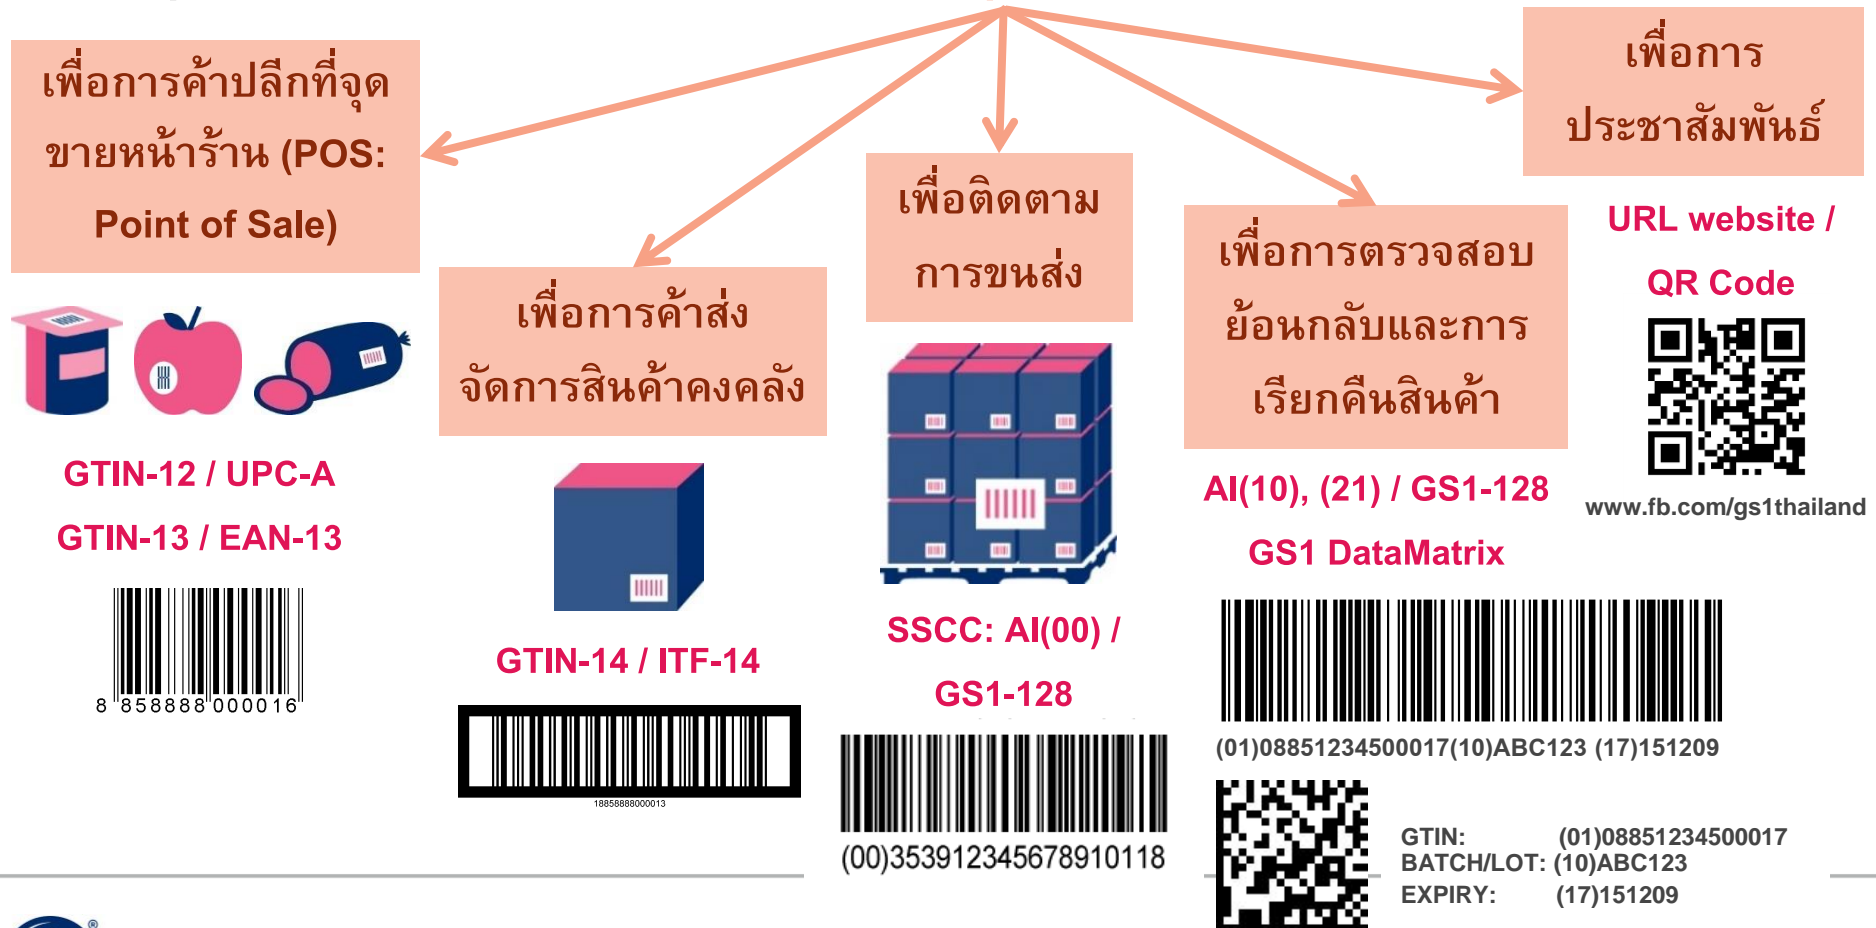 เพื่อการค้าปลีกที่จุด
ขายหน้าร้าน (POS:
Point of Sale)
GTIN-12 / UPC-A
GTIN-13 / EAN-13
8 858888 000016
เพื่อการค้าส่ง
จัดการสินค้าคงคลัง
GTIN-14 / ITF-14
18858888000013
เพื่อติดตาม
การขนส่ง
SSCC: AI(00) /
GS1-128
(00)353912345678910118
เพื่อการตรวจสอบ
ย้อนกลับและการ
เรียกคืนสินค้า
AI(10), (21) / GS1-128
GS1 DataMatrix
(01)08851234500017(10)ABC123 (17)151209
GTIN: (01)08851234500017
BATCH/LOT: (10)ABC123
EXPIRY: (17)151209
เพื่อการ
ประชาสัมพันธ์
URL website /
QR Code
www.fb.com/gs1thailand
®